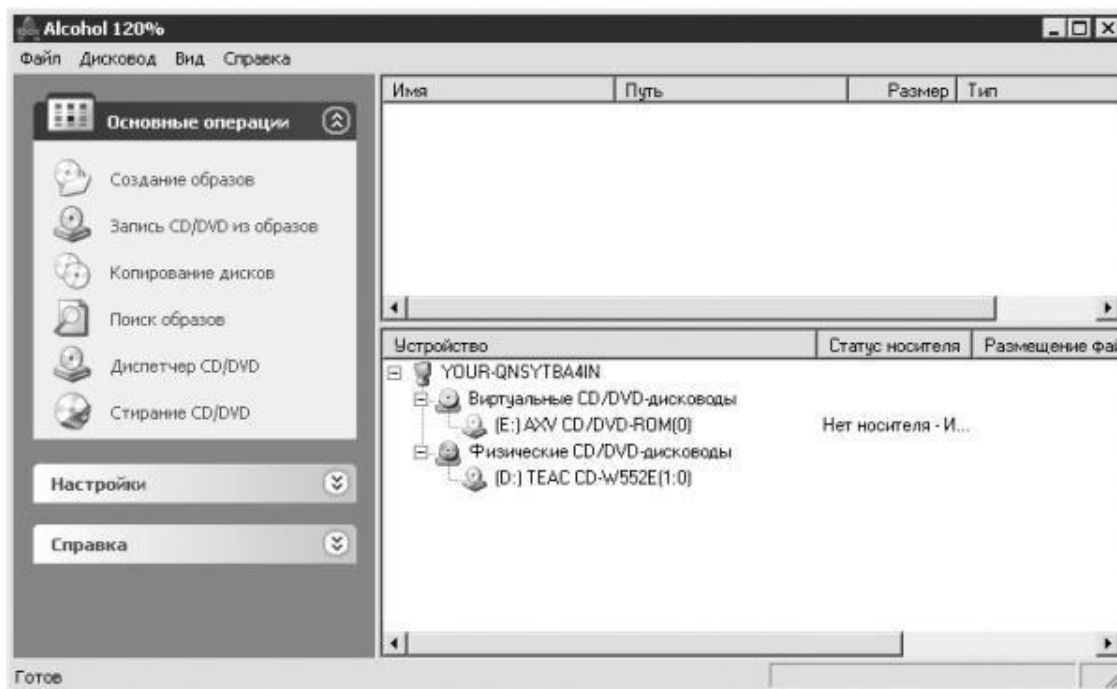 Alcohol 120%
Файл Дисковод Вид Справка
Основные операции
Создание образов
Запись CD/DVD из образов
Копирование дисков
Поиск образов
Диспетчер CD/DVD
Стирание CD/DVD
Настройки
Справка
Имя Путь Размер Тип
Устройство Статус носителя Размещение фай
YOUR-QNSYTBA4IN
Виртуальные CD/DVD-дисководы
(E:) AXV CD/DVD-ROM(0) Нет носителя - И...
Физические CD/DVD-дисководы
(D:) TEAC CD-W552E(1:0)
Готов